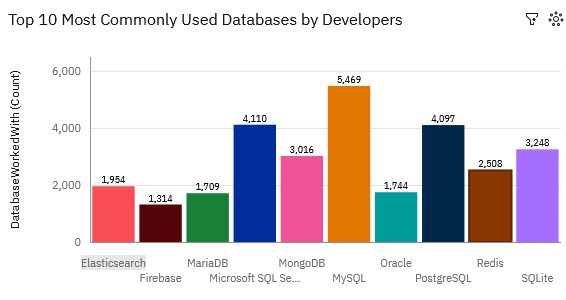 Top 10 Most Commonly Used Databases by Developers
DatabaseWorkedWith (Count)
6,000
4,000
2,000
0
1,954
1,314
1,709
4,110
3,016
5,469
1,744
4,097
2,508
3,248
Elasticsearch
Firebase
MariaDB
Microsoft SQL Se...
MongoDB
MySQL
Oracle
PostgreSQL
Redis
SQLite